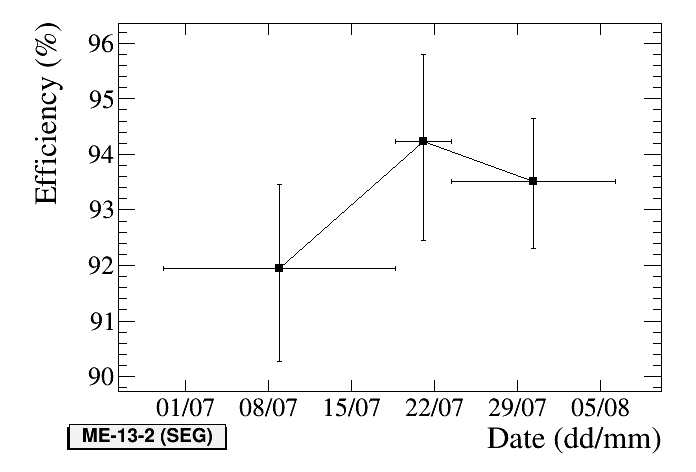 Efficiency (%)
96
95
94
93
92
91
90
01/07 08/07 15/07 22/07 29/07 05/08
ME-13-2 (SEG)
Date (dd/mm)